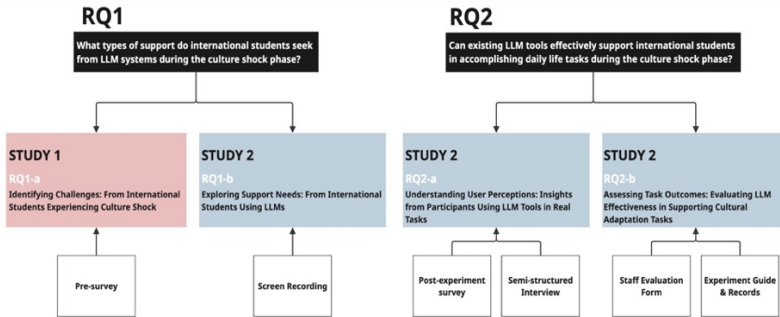 RQ1
What types of support do international students seek
from LLM systems during the culture shock phase?
RQ2
Can existing LLM tools effectively support international students
in accomplishing daily life tasks during the culture shock phase?
STUDY 1
RQ1-a
Identifying Challenges: From International
Students Experiencing Culture Shock
STUDY 2
RQ1-b
Exploring Support Needs: From International
Students Using LLMs
STUDY 2
RQ2-a
Understanding User Perceptions: Insights
from Participants Using LLM Tools in Real
Tasks
STUDY 2
RQ2-b
Assessing Task Outcomes: Evaluating LLM
Effectiveness in Supporting Cultural
Adaptation Tasks
Pre-survey
Screen Recording
Post-experiment
survey
Semi-structured
Interview
Staff Evaluation
Form
Experiment Guide
& Records